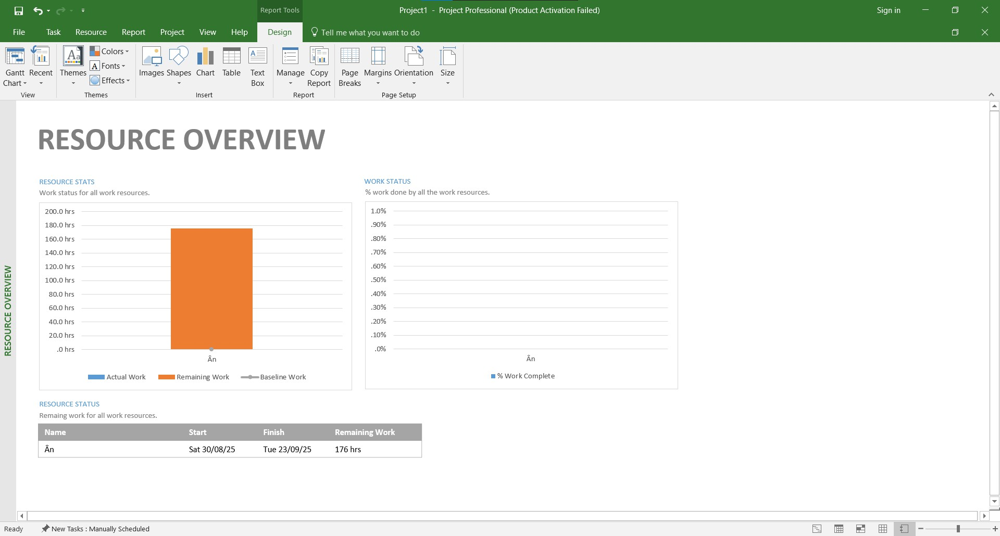 Report Tools
Project1 - Project Professional (Product Activation Failed)
Sign in
File Task Resource Report Project View Help Design Tell me what you want to do
Gantt Chart
Recent
Themes
Colors
Fonts
Effects
Images
Shapes
Chart
Table
Text Box
Manage
Copy Report
Page Breaks
Margins
Orientation
Size
View Themes Insert Report Page Setup
RESOURCE OVERVIEW
RESOURCE OVERVIEW
RESOURCE STATS
Work status for all work resources.
200.0 hrs
180.0 hrs
160.0 hrs
140.0 hrs
120.0 hrs
100.0 hrs
80.0 hrs
60.0 hrs
40.0 hrs
20.0 hrs
.0 hrs
Ân
Actual Work Remaining Work Baseline Work
WORK STATUS
% work done by all the work resources.
1.0%
.90%
.80%
.70%
.60%
.50%
.40%
.30%
.20%
.10%
.0%
Ân
% Work Complete
RESOURCE STATUS
Remaing work for all work resources.
Name Start Finish Remaining Work
Ân Sat 30/08/25 Tue 23/09/25 176 hrs
Ready New Tasks : Manually Scheduled